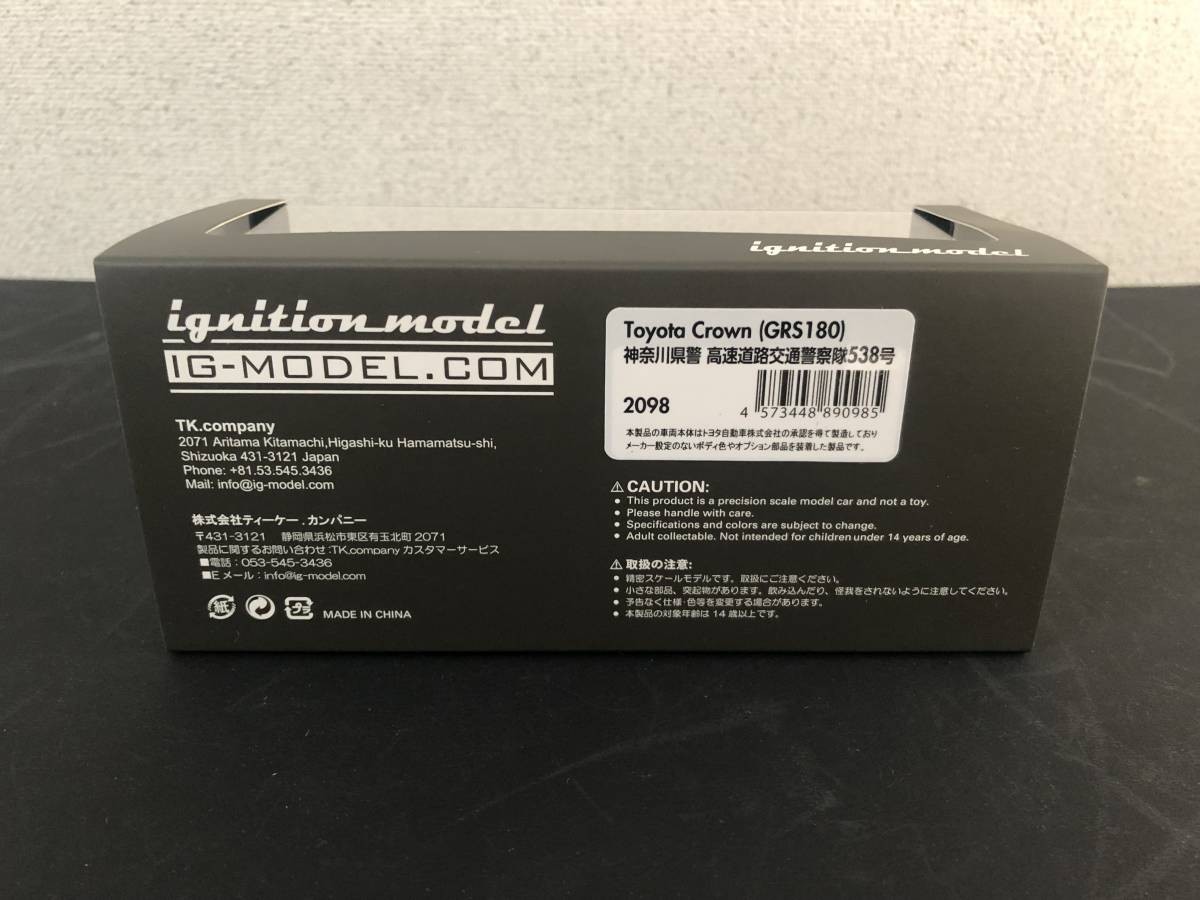 ignition model
ignition model
IG-MODEL.COM
TK.company
2071 Aritama Kitamachi,Higashi-ku Hamamatsu-shi,
Shizuoka 431-3121 Japan
Phone: +81.53.545.3436
Mail: info@ig-model.com
株式会社ティーケー.カンパニー
〒431-3121 静岡県浜松市東区有玉北町2071
製品に関するお問い合わせ:TK.companyカスタマーサービス
■電話:053-545-3436
■Eメール:info@ig-model.com
紙 プラ MADE IN CHINA
Toyota Crown (GRS180)
神奈川県警 高速道路交通警察隊538号
2098
4 573448 890985
本製品の車両本体はトヨタ自動車株式会社の承認を得て製造しており
メーカー設定のないボディ色やオプション部品を装着した製品です。
⚠ CAUTION:
● This product is a precision scale model car and not a toy.
● Please handle with care.
● Specifications and colors are subject to change.
● Adult collectable. Not intended for children under 14 years of age.
⚠ 取扱の注意:
● 精密スケールモデルです。取扱にご注意ください。
● 小さな部品、突起物があります。飲み込んだり、怪我をされないように注意してください。
● 予告なく仕様・色等を変更する場合があります。
● 本製品の対象年齢は14歳以上です。